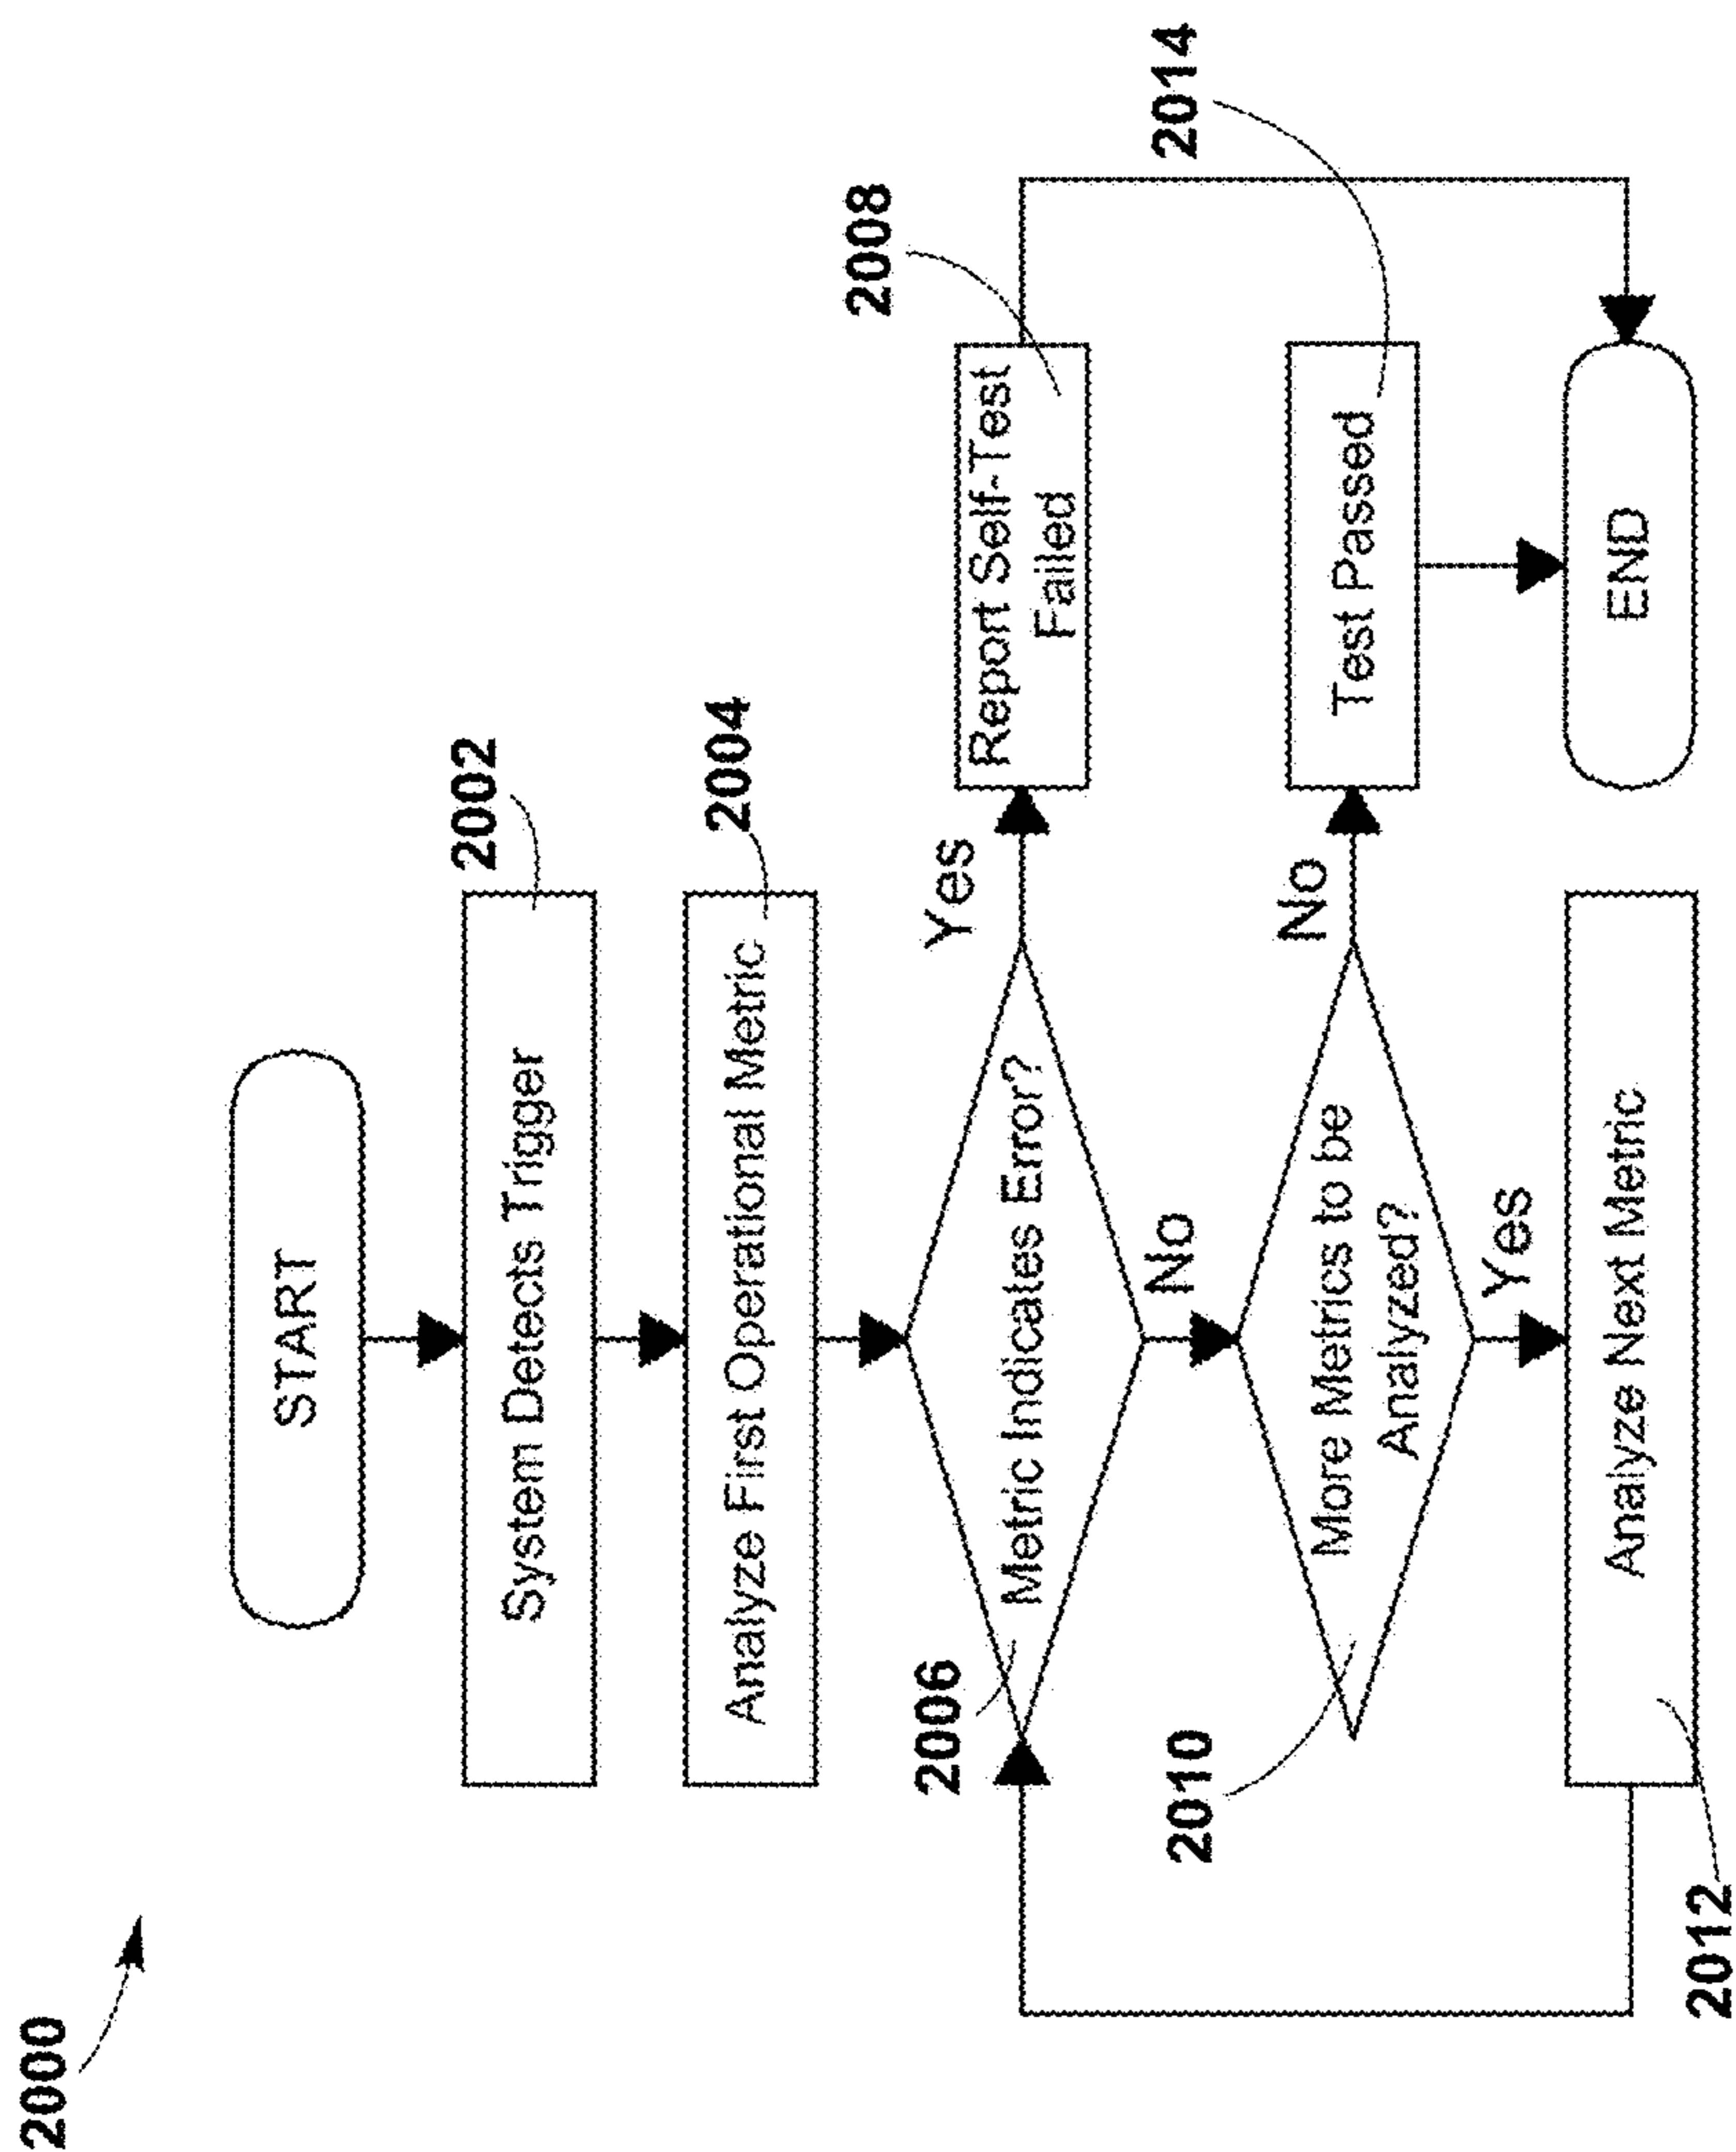 2000
START
System Detects Trigger
2002
Analyze First Operational Metric
2004
2006
Metric Indicates Error?
Yes
Report Self-Test
Failed
2008
No
2010
More Metrics to be
Analyzed?
No
Test Passed
2014
Yes
Analyze Next Metric
2012
END